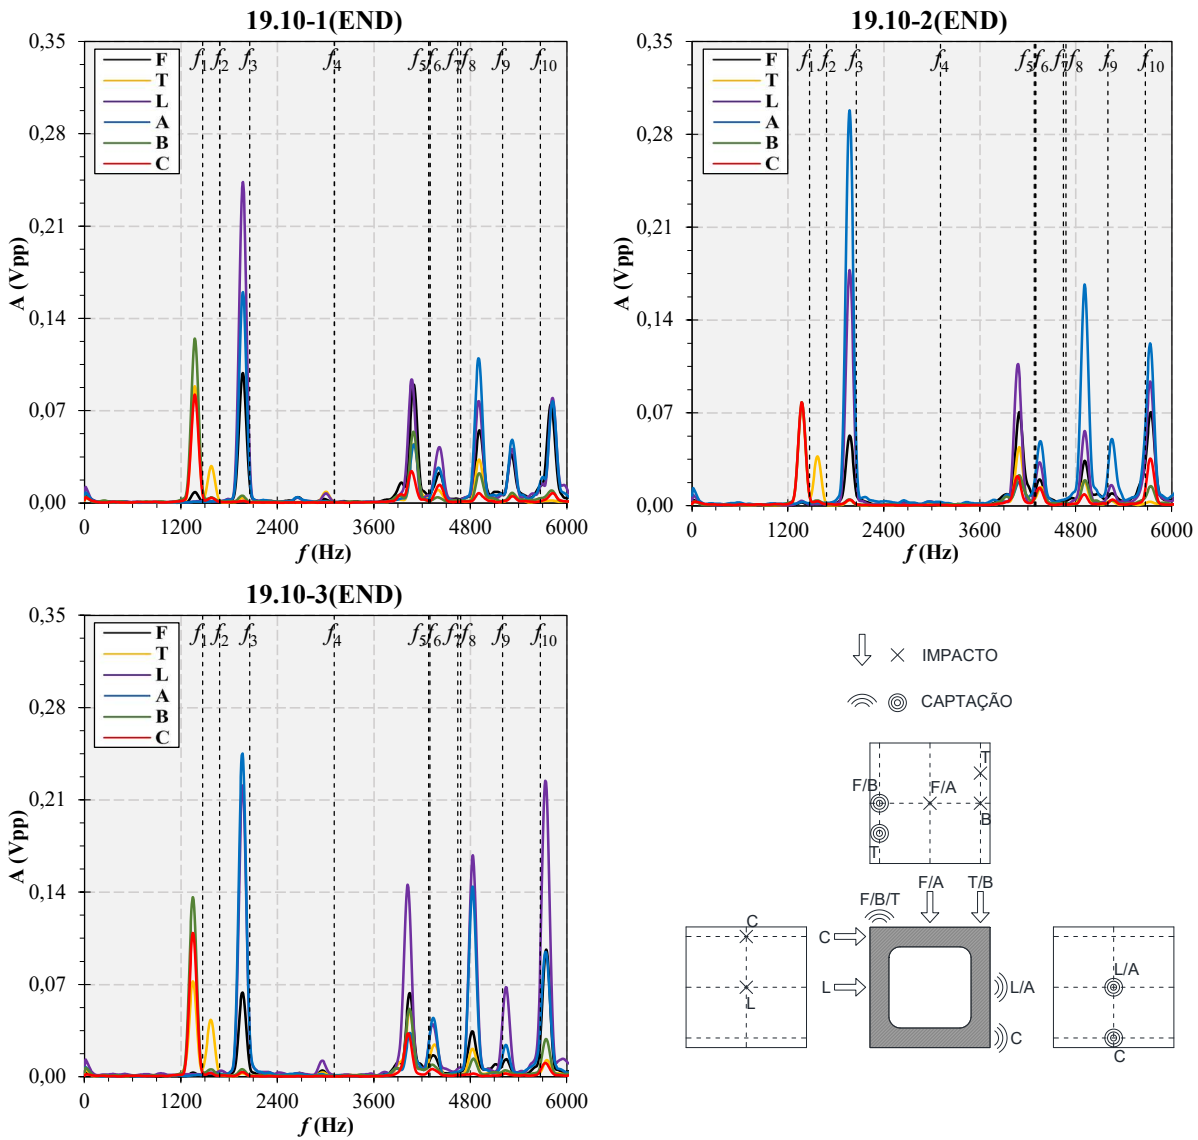 19.10-1(END)
0,35
0,28
0,21
0,14
0,07
0,00
A (Vpp)
F
T
L
A
B
C
f1 f2 f3 f4 f5 f6 f7 f8 f9 f10
0 1200 2400 3600 4800 6000
f (Hz)
19.10-2(END)
0,35
0,28
0,21
0,14
0,07
0,00
A (Vpp)
F
T
L
A
B
C
f1 f2 f3 f4 f5 f6 f7 f8 f9 f10
0 1200 2400 3600 4800 6000
f (Hz)
19.10-3(END)
0,35
0,28
0,21
0,14
0,07
0,00
A (Vpp)
F
T
L
A
B
C
f1 f2 f3 f4 f5 f6 f7 f8 f9 f10
0 1200 2400 3600 4800 6000
f (Hz)
IMPACTO
CAPTAÇÃO
T
F/B F/A
B
T
F/A T/B
F/B/T
C
C
L
L
L/A
C
L/A
C